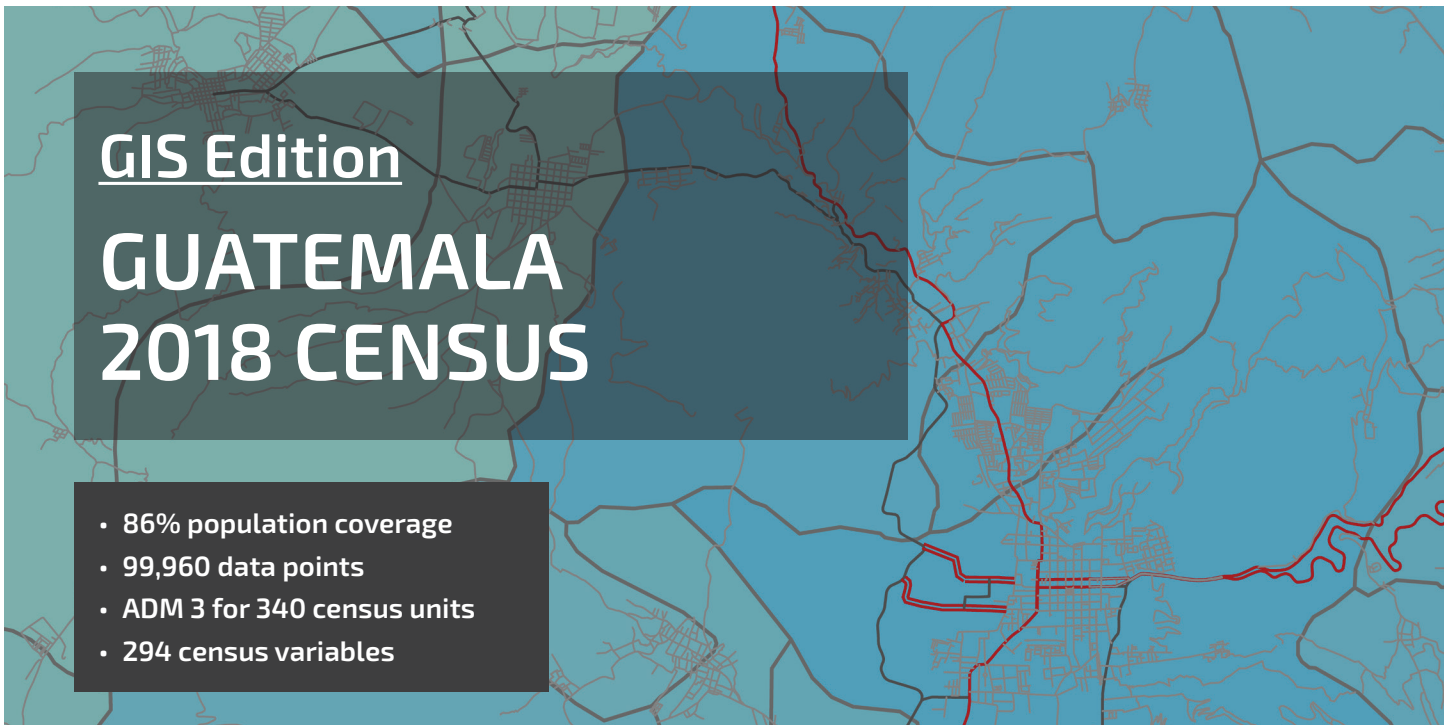 GIS Edition
GUATEMALA
2018 CENSUS
• 86% population coverage
• 99,960 data points
• ADM 3 for 340 census units
• 294 census variables